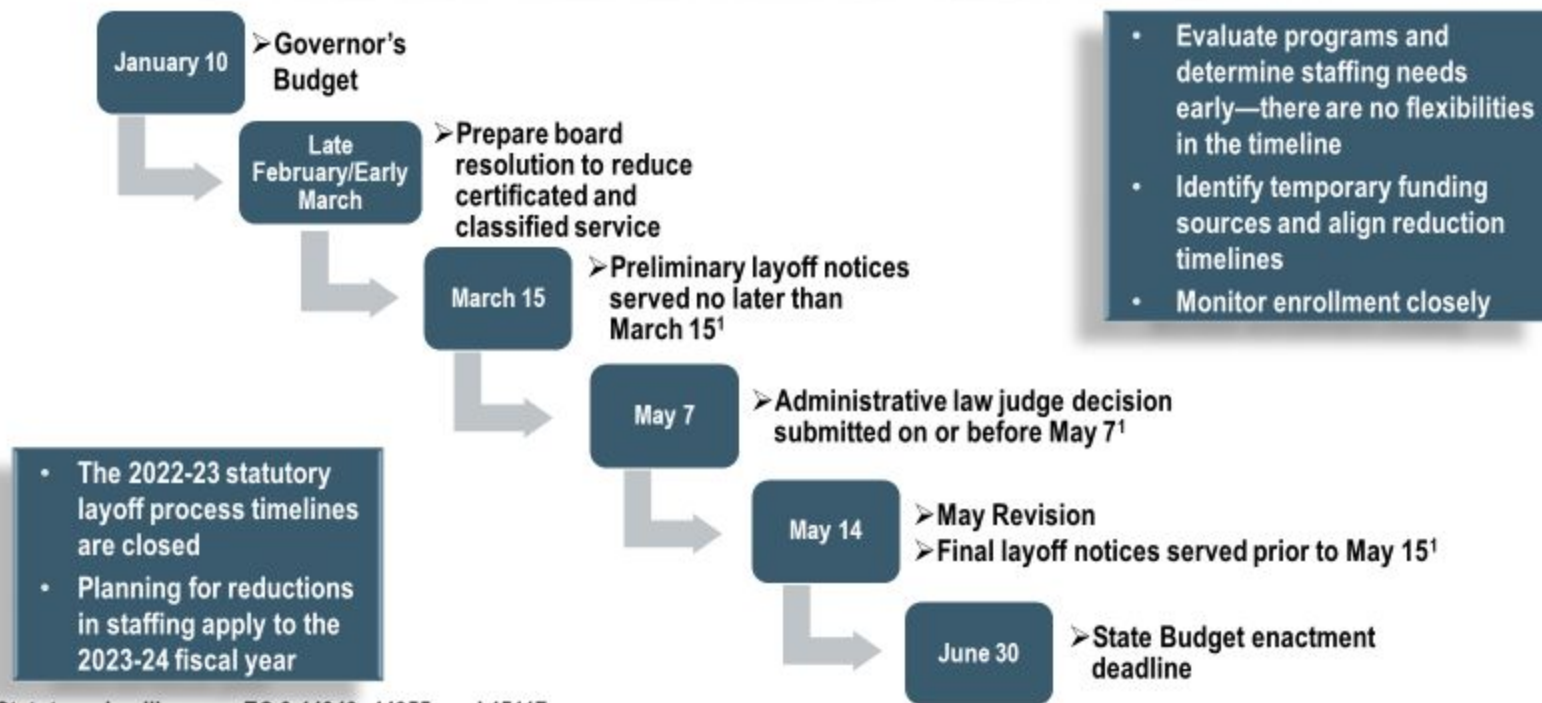 January 10
➢Governor's
Budget
• Evaluate programs and
determine staffing needs
early—there are no flexibilities
in the timeline
• Identify temporary funding
sources and align reduction
timelines
• Monitor enrollment closely
Late
February/Early
March
➢Prepare board
resolution to reduce
certificated and
classified service
March 15
➢Preliminary layoff notices
served no later than
March 15¹
May 7
➢Administrative law judge decision
submitted on or before May 7¹
• The 2022-23 statutory
layoff process timelines
are closed
• Planning for reductions
in staffing apply to the
2023-24 fiscal year
May 14
➢May Revision
➢Final layoff notices served prior to May 15¹
June 30
➢State Budget enactment
deadline